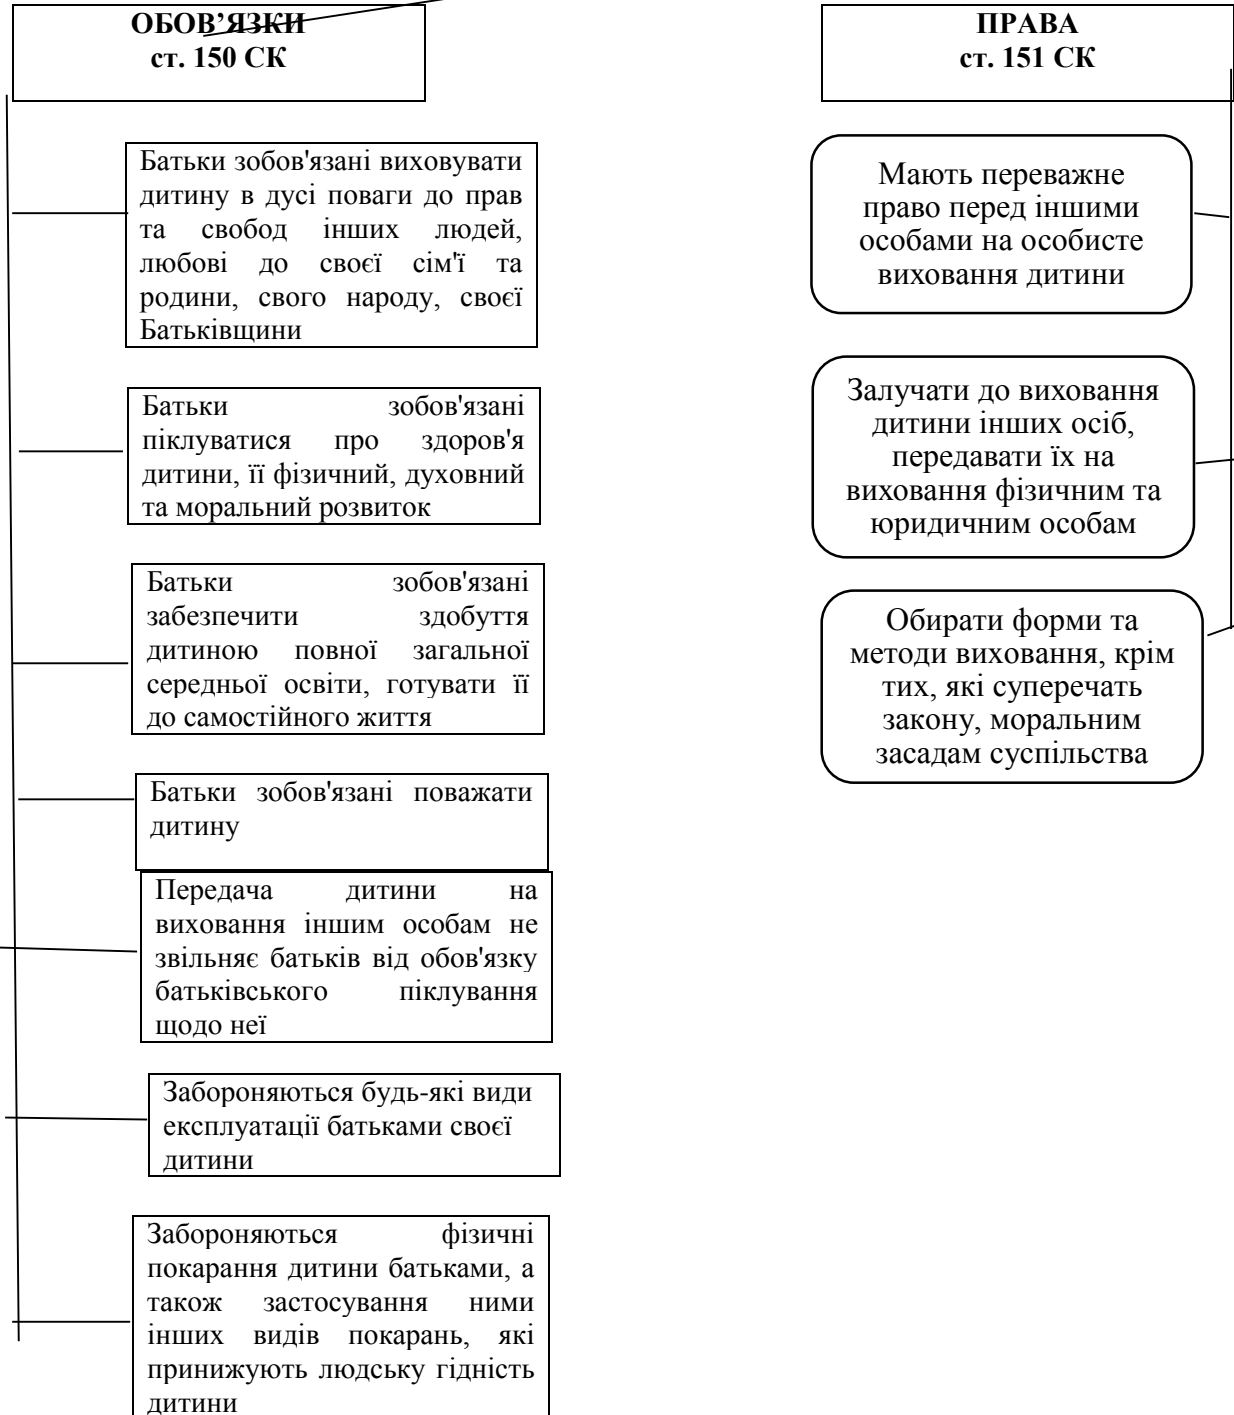 ОБОВ’ЯЗКИ
ст. 150 СК
Батьки зобов'язані виховувати
дитину в дусі поваги до прав
та свобод інших людей,
любові до своєї сім'ї та
родини, свого народу, своєї
Батьківщини
Батьки зобов'язані
піклуватися про здоров'я
дитини, її фізичний, духовний
та моральний розвиток
Батьки зобов'язані
забезпечити здобуття
дитиною повної загальної
середньої освіти, готувати її
до самостійного життя
Батьки зобов'язані поважати
дитину
Передача дитини на
виховання іншим особам не
звільняє батьків від обов'язку
батьківського піклування
щодо неї
Забороняються будь-які види
експлуатації батьками своєї
дитини
Забороняються фізичні
покарання дитини батьками, а
також застосування ними
інших видів покарань, які
принижують людську гідність
дитини
ПРАВА
ст. 151 СК
Мають переважне
право перед іншими
особами на особисте
виховання дитини
Залучати до виховання
дитини інших осіб,
передавати їх на
виховання фізичним та
юридичним особам
Обирати форми та
методи виховання, крім
тих, які суперечать
закону, моральним
засадам суспільства